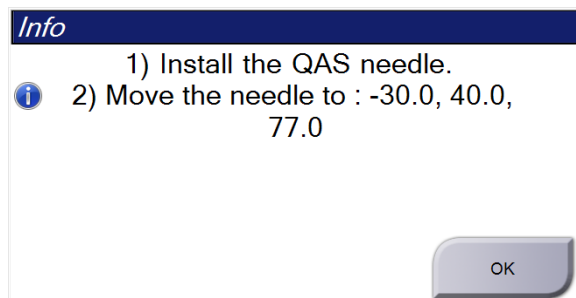 Info
1) Install the QAS needle.
2) Move the needle to : -30.0, 40.0,
77.0
OK